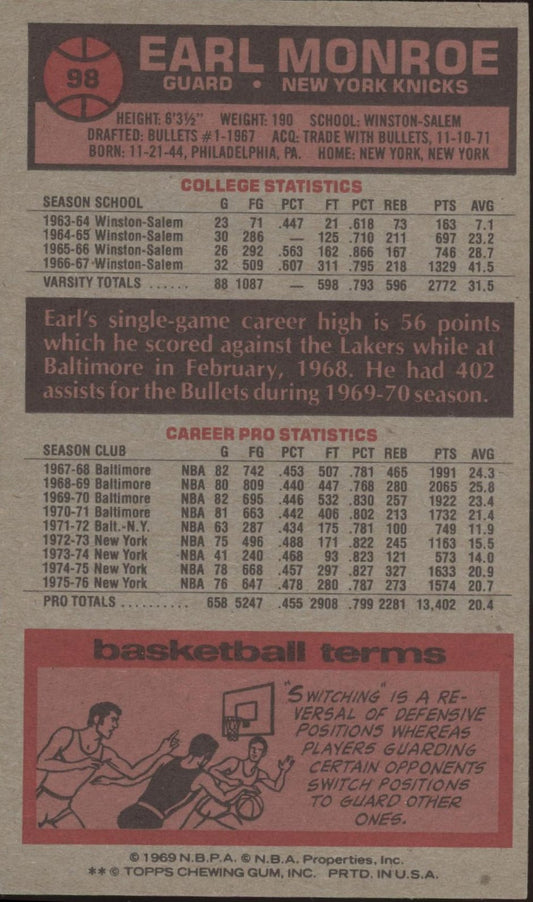 98
EARL MONROE
GUARD • NEW YORK KNICKS
HEIGHT: 6'3½" WEIGHT: 190 SCHOOL: WINSTON-SALEM
DRAFTED: BULLETS #1-1967 ACQ: TRADE WITH BULLETS, 11-10-71
BORN: 11-21-44, PHILADELPHIA, PA. HOME: NEW YORK, NEW YORK
COLLEGE STATISTICS
SEASON SCHOOL G FG PCT FT PCT REB PTS AVG
1963-64 Winston-Salem 23 71 .447 21 .618 73 163 7.1
1964-65 Winston-Salem 30 286 — 125 .710 211 697 23.2
1965-66 Winston-Salem 26 292 .563 162 .866 167 746 28.7
1966-67 Winston-Salem 32 509 .607 311 .795 218 1329 41.5
VARSITY TOTALS ...... 88 1087 — 598 .793 596 2772 31.5
Earl's single-game career high is 56 points
which he scored against the Lakers while at
Baltimore in February, 1968. He had 402
assists for the Bullets during 1969-70 season.
CAREER PRO STATISTICS
SEASON CLUB G FG PCT FT PCT REB PTS AVG
1967-68 Baltimore NBA 82 742 .453 507 .781 465 1991 24.3
1968-69 Baltimore NBA 80 809 .440 447 .768 280 2065 25.8
1969-70 Baltimore NBA 82 695 .446 532 .830 257 1922 23.4
1970-71 Baltimore NBA 81 663 .442 406 .802 213 1732 21.4
1971-72 Balt.-N.Y. NBA 63 287 .434 175 .781 100 749 11.9
1972-73 New York NBA 75 496 .488 171 .822 245 1163 15.5
1973-74 New York NBA 41 240 .468 93 .823 121 573 14.0
1974-75 New York NBA 78 668 .457 297 .827 327 1633 20.9
1975-76 New York NBA 76 647 .478 280 .787 273 1574 20.7
PRO TOTALS .......... 658 5247 .455 2908 .799 2281 13,402 20.4
basketball terms
"SWITCHING" IS A RE-
VERSAL OF DEFENSIVE
POSITIONS WHEREAS
PLAYERS GUARDING
CERTAIN OPPONENTS
SWITCH POSITIONS
TO GUARD OTHER
ONES.
© 1969 N.B.P.A. © N.B.A. Properties, Inc.
** © TOPPS CHEWING GUM, INC. PRTD. IN U.S.A.